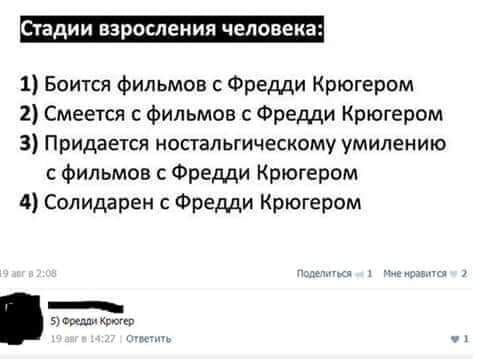 Стадии взросления человека:
1) Боится фильмов с Фредди Крюгером
2) Смеется с фильмов с Фредди Крюгером
3) Придается ностальгическому умилению
с фильмов с Фредди Крюгером
4) Солидарен с Фредди Крюгером
19 авг в 2:08 Поделиться 1 Мне нравится 2
5) Фредди Крюгер
19 авг в 14:27 | Ответить 1